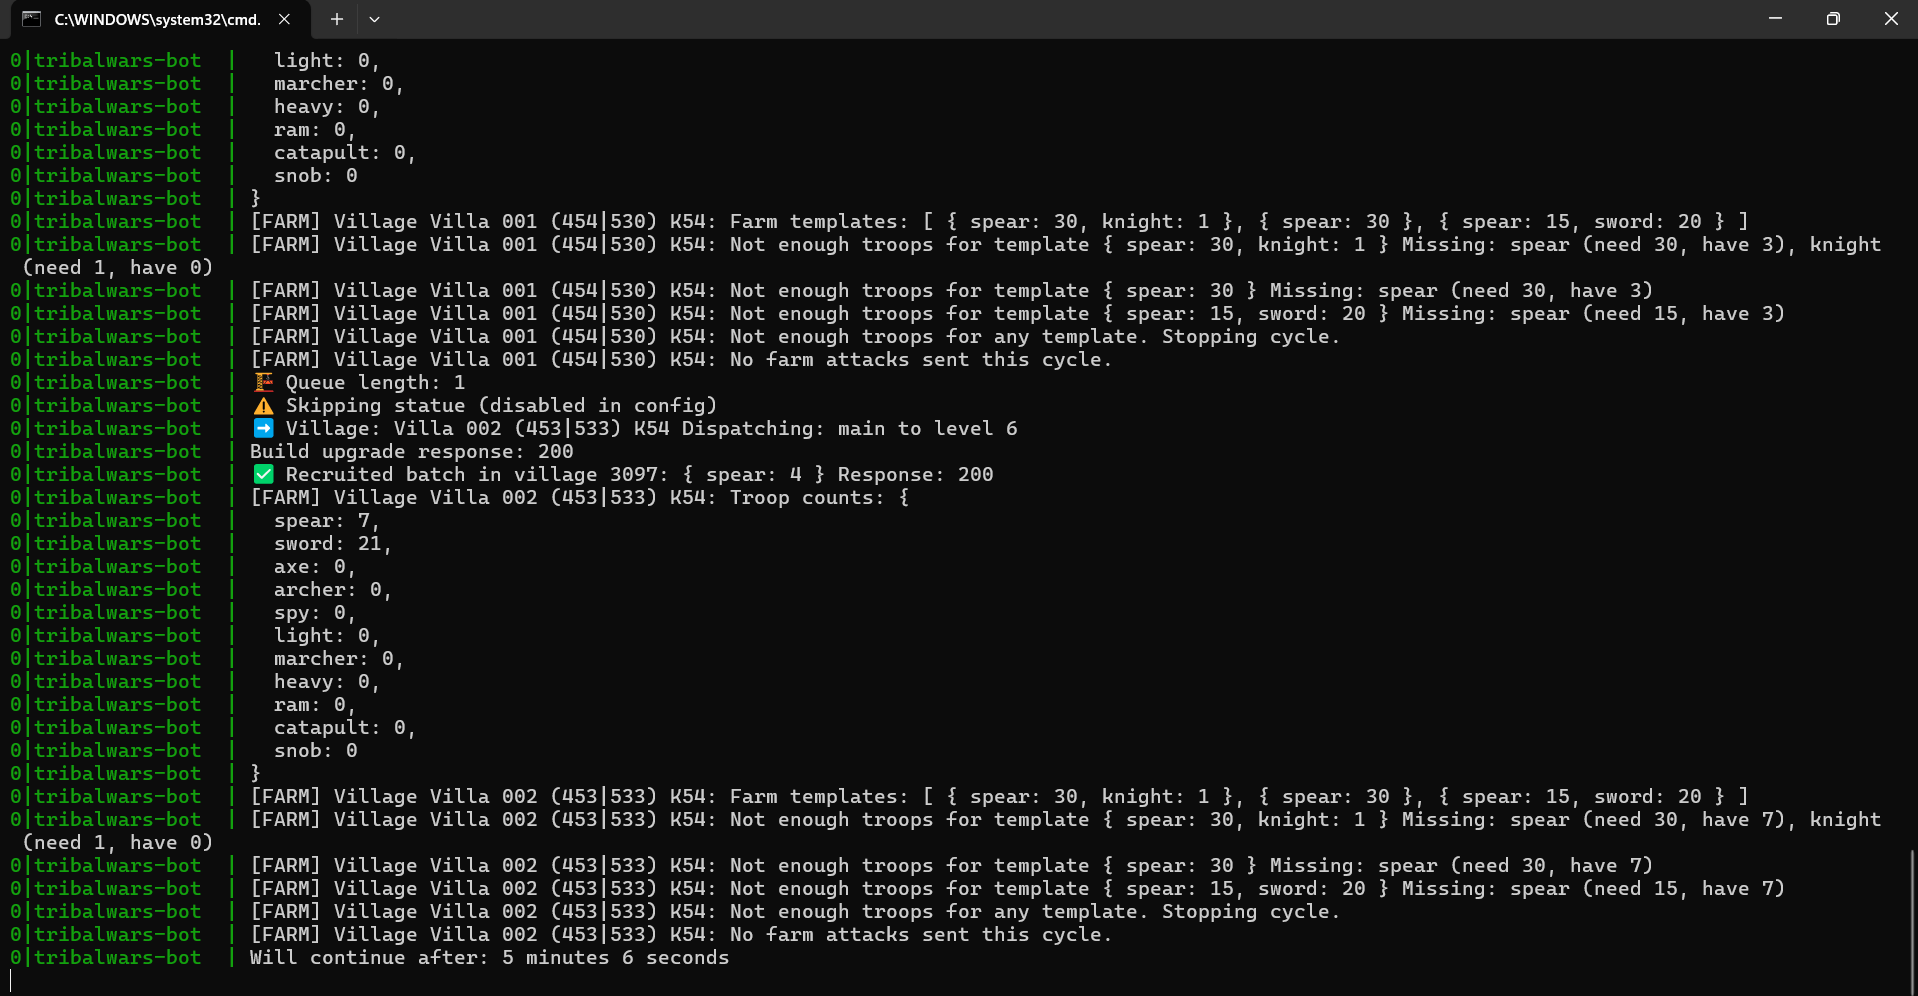 C:\WINDOWS\system32\cmd.
0|tribalwars-bot  |   light: 0,
0|tribalwars-bot  |   marcher: 0,
0|tribalwars-bot  |   heavy: 0,
0|tribalwars-bot  |   ram: 0,
0|tribalwars-bot  |   catapult: 0,
0|tribalwars-bot  |   snob: 0
0|tribalwars-bot  | }
0|tribalwars-bot  | [FARM] Village Villa 001 (454|530) K54: Farm templates: [ { spear: 30, knight: 1 }, { spear: 30 }, { spear: 15, sword: 20 } ]
0|tribalwars-bot  | [FARM] Village Villa 001 (454|530) K54: Not enough troops for template { spear: 30, knight: 1 } Missing: spear (need 30, have 3), knight
(need 1, have 0)
0|tribalwars-bot  | [FARM] Village Villa 001 (454|530) K54: Not enough troops for template { spear: 30 } Missing: spear (need 30, have 3)
0|tribalwars-bot  | [FARM] Village Villa 001 (454|530) K54: Not enough troops for template { spear: 15, sword: 20 } Missing: spear (need 15, have 3)
0|tribalwars-bot  | [FARM] Village Villa 001 (454|530) K54: Not enough troops for any template. Stopping cycle.
0|tribalwars-bot  | [FARM] Village Villa 001 (454|530) K54: No farm attacks sent this cycle.
0|tribalwars-bot  | 🏗️ Queue length: 1
0|tribalwars-bot  | ⚠️ Skipping statue (disabled in config)
0|tribalwars-bot  | ➡️ Village: Villa 002 (453|533) K54 Dispatching: main to level 6
0|tribalwars-bot  | Build upgrade response: 200
0|tribalwars-bot  | ✅ Recruited batch in village 3097: { spear: 4 } Response: 200
0|tribalwars-bot  | [FARM] Village Villa 002 (453|533) K54: Troop counts: {
0|tribalwars-bot  |   spear: 7,
0|tribalwars-bot  |   sword: 21,
0|tribalwars-bot  |   axe: 0,
0|tribalwars-bot  |   archer: 0,
0|tribalwars-bot  |   spy: 0,
0|tribalwars-bot  |   light: 0,
0|tribalwars-bot  |   marcher: 0,
0|tribalwars-bot  |   heavy: 0,
0|tribalwars-bot  |   ram: 0,
0|tribalwars-bot  |   catapult: 0,
0|tribalwars-bot  |   snob: 0
0|tribalwars-bot  | }
0|tribalwars-bot  | [FARM] Village Villa 002 (453|533) K54: Farm templates: [ { spear: 30, knight: 1 }, { spear: 30 }, { spear: 15, sword: 20 } ]
0|tribalwars-bot  | [FARM] Village Villa 002 (453|533) K54: Not enough troops for template { spear: 30, knight: 1 } Missing: spear (need 30, have 7), knight
(need 1, have 0)
0|tribalwars-bot  | [FARM] Village Villa 002 (453|533) K54: Not enough troops for template { spear: 30 } Missing: spear (need 30, have 7)
0|tribalwars-bot  | [FARM] Village Villa 002 (453|533) K54: Not enough troops for template { spear: 15, sword: 20 } Missing: spear (need 15, have 7)
0|tribalwars-bot  | [FARM] Village Villa 002 (453|533) K54: Not enough troops for any template. Stopping cycle.
0|tribalwars-bot  | [FARM] Village Villa 002 (453|533) K54: No farm attacks sent this cycle.
0|tribalwars-bot  | Will continue after: 5 minutes 6 seconds